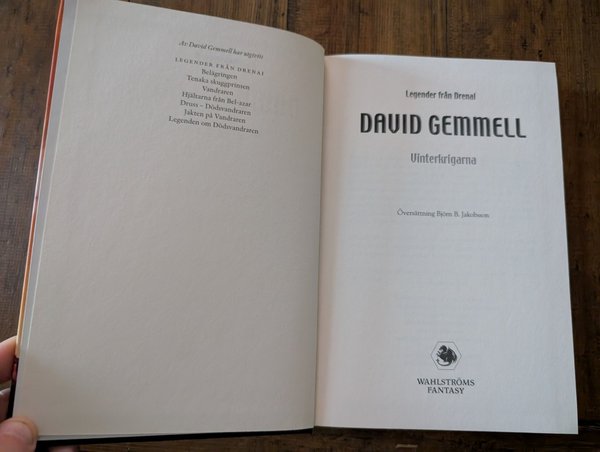 Av David Gemmell har utgivits
LEGENDER FRÅN DRENAI
Belägringen
Tenaka skuggprinsen
Vandraren
Hjältarna från Bel-azar
Druss – Dödsvandraren
Jakten på Vandraren
Legenden om Dödsvandraren
Legender från Drenai
DAVID GEMMELL
Vinterkrigarna
Översättning Björn B. Jakobsson
WAHLSTRÖMS
FANTASY